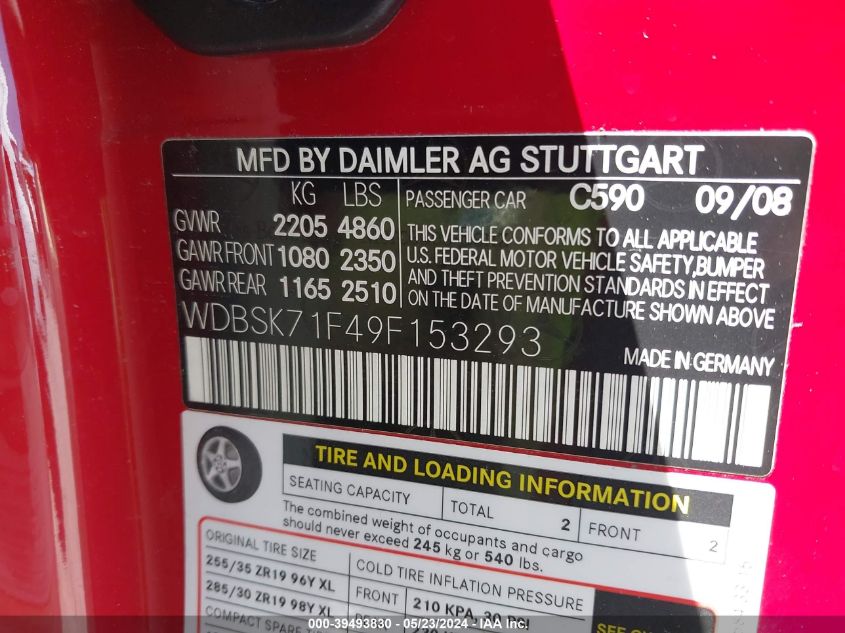 MFD BY DAIMLER AG STUTTGART
KG LBS PASSENGER CAR C590 09/08
GVWR 2205 4860
GAWR FRONT 1080 2350
GAWR REAR 1165 2510
THIS VEHICLE CONFORMS TO ALL APPLICABLE
U.S. FEDERAL MOTOR VEHICLE SAFETY, BUMPER
AND THEFT PREVENTION STANDARDS IN EFFECT
ON THE DATE OF MANUFACTURE SHOWN ABOVE
WDBSK71F49F153293
MADE IN GERMANY
TIRE AND LOADING INFORMATION
SEATING CAPACITY TOTAL 2 FRONT 2
The combined weight of occupants and cargo
should never exceed 245 kg or 540 lbs.
ORIGINAL TIRE SIZE COLD TIRE INFLATION PRESSURE
255/35 ZR19 96Y XL FRONT 210 KPA, 30 PSI
285/30 ZR19 98Y XL
COMPACT SPARE
SEE
000-39493830 - 05/23/2024 - IAA Inc.